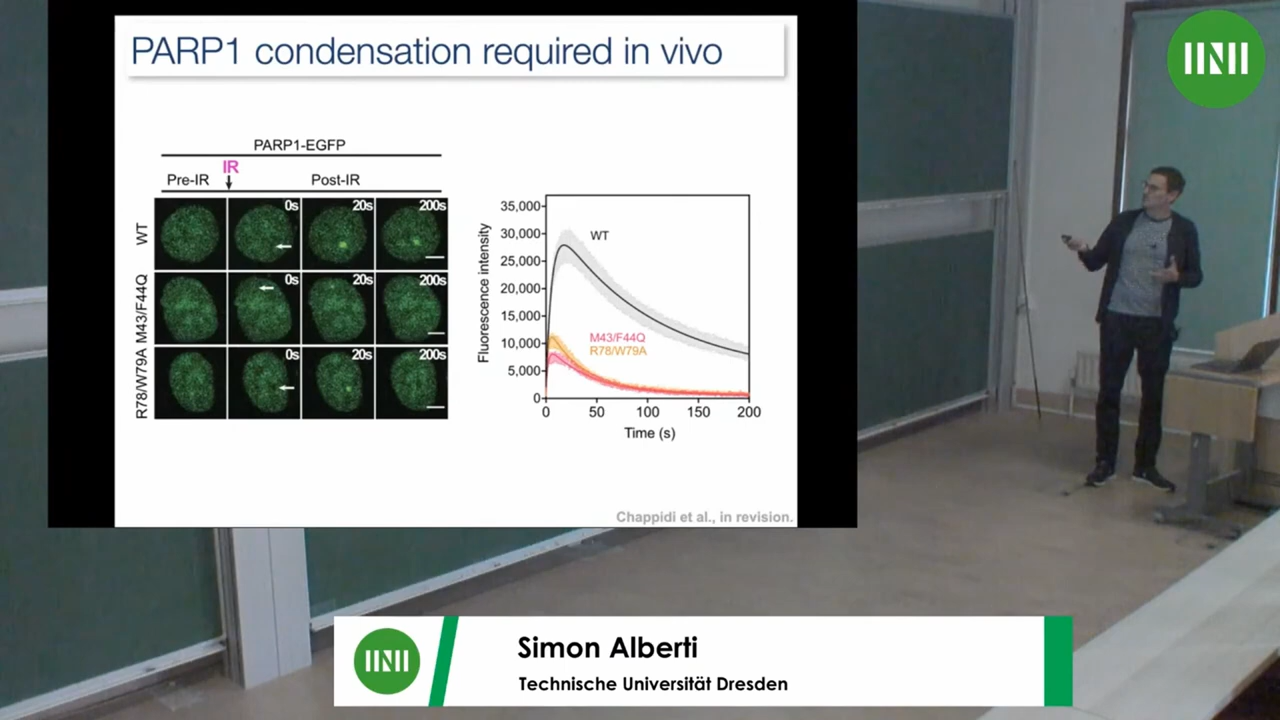 PARP1 condensation required in vivo
PARP1-EGFP
IR
Pre-IR
Post-IR
WT
0s
20s
200s
M43/F44Q
0s
20s
200s
R78/W79A
0s
20s
200s
Fluorescence intensity
35,000
30,000
25,000
20,000
15,000
10,000
5,000
0
WT
M43/F44Q
R78/W79A
0
50
100
150
200
Time (s)
Chappidi et al., in revision.
IINII
IINII
Simon Alberti
Technische Universität Dresden